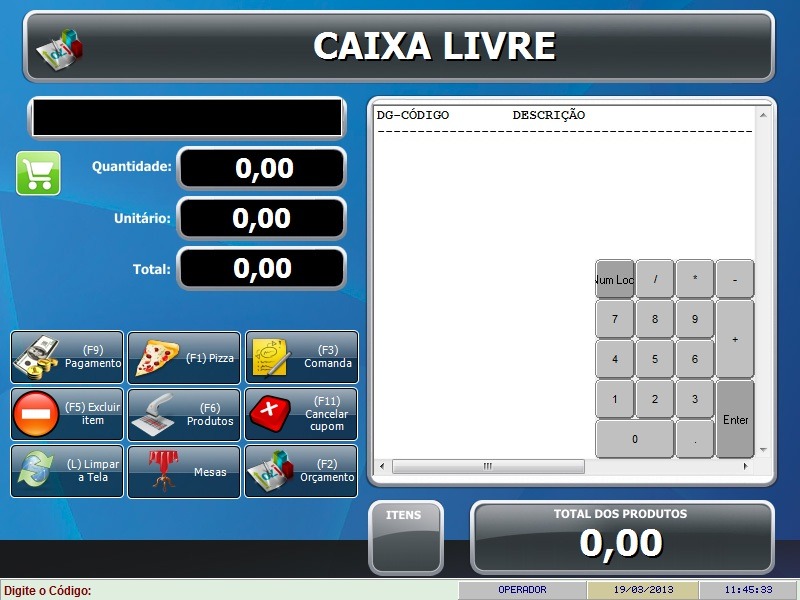 CAIXA LIVRE
DG-CÓDIGO DESCRIÇÃO
Quantidade: 0,00
Unitário: 0,00
Total: 0,00
Num Loc / * -
7 8 9
+
4 5 6
1 2 3
Enter
0 .
(F9)
Pagamento
(F1) Pizza
(F3)
Comanda
(F5) Excluir
item
(F6)
Produtos
(F11)
Cancelar
cupom
(L) Limpar
a Tela
Mesas
(F2)
Orçamento
ITENS
TOTAL DOS PRODUTOS
0,00
Digite o Código:
OPERADOR
19/03/2013
11:45:33